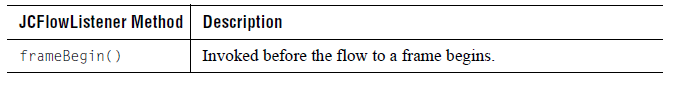 JCFlowListener Method Description
frameBegin() Invoked before the flow to a frame begins.